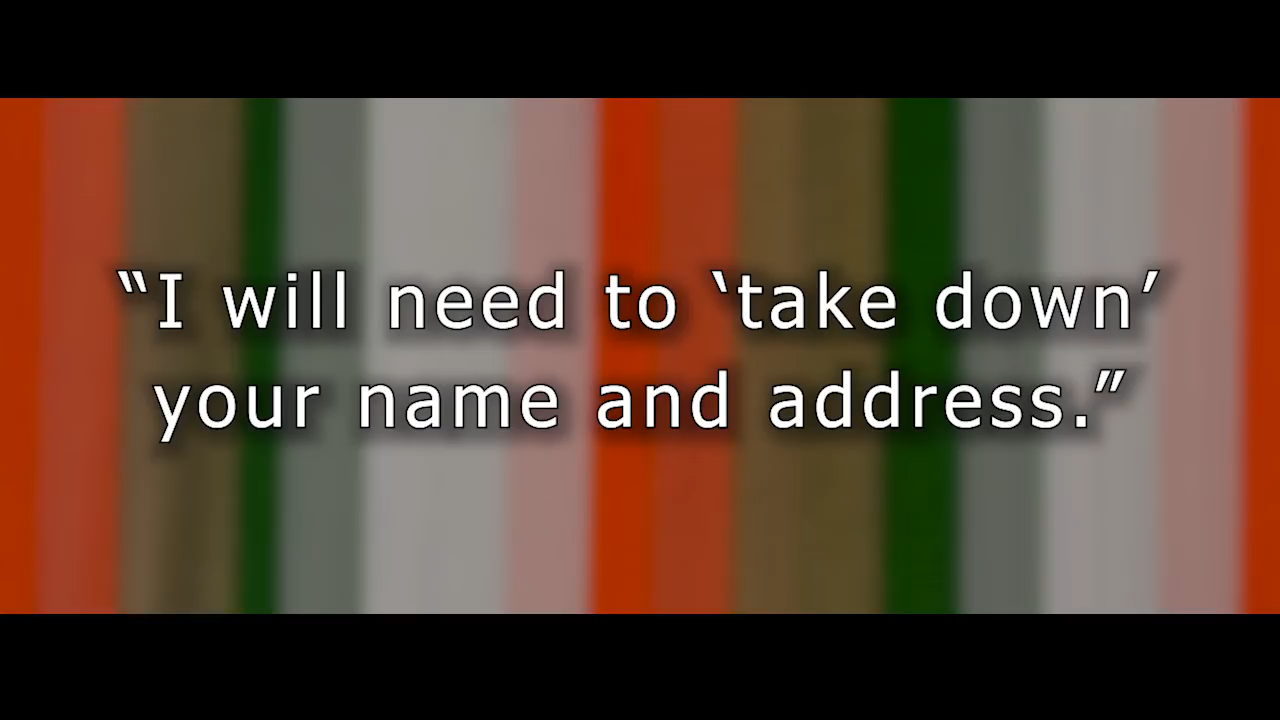 “I will need to ‘take down’
your name and address.”